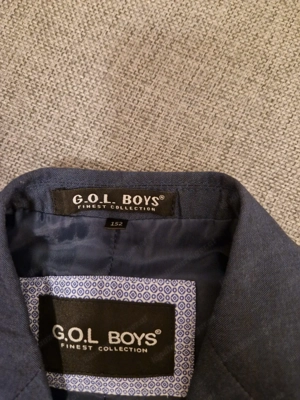 G.O.L. BOYS®
FINEST COLLECTION
152
G.O.L BOYS®
FINEST COLLECTION